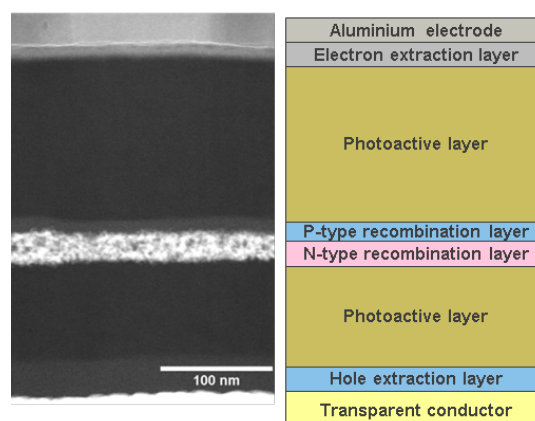 Aluminium electrode
Electron extraction layer
Photoactive layer
P-type recombination layer
N-type recombination layer
Photoactive layer
100 nm
Hole extraction layer
Transparent conductor